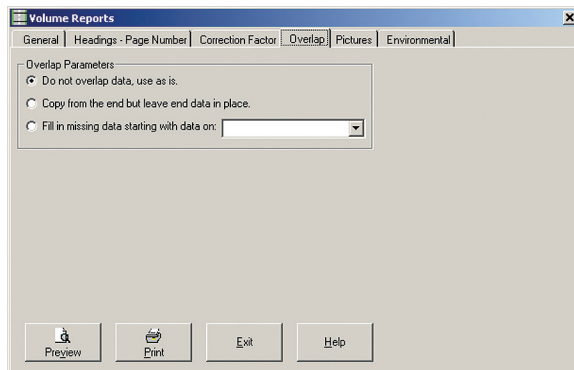 Volume Reports
General Headings - Page Number Correction Factor Overlap Pictures Environmental
Overlap Parameters
Do not overlap data, use as is.
Copy from the end but leave end data in place.
Fill in missing data starting with data on:
Preview Print Exit Help